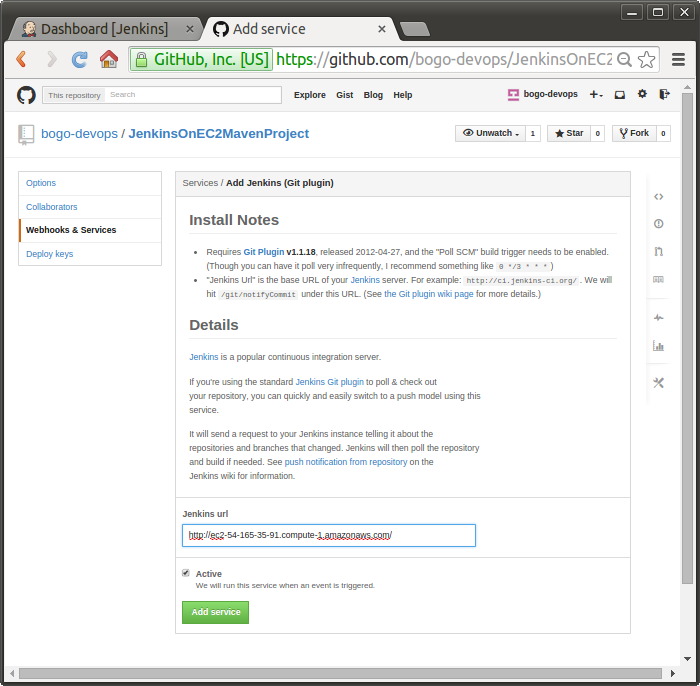 Dashboard [Jenkins]
Add service
GitHub, Inc. [US] https://github.com/bogo-devops/JenkinsOnEC2
This repository Search Explore Gist Blog Help bogo-devops
bogo-devops / JenkinsOnEC2MavenProject Unwatch 1 Star 0 Fork 0
Options
Collaborators
Webhooks & Services
Deploy keys
Services / Add Jenkins (Git plugin)
Install Notes
Requires Git Plugin v1.1.18, released 2012-04-27, and the "Poll SCM" build trigger needs to be enabled.
(Though you can have it poll very infrequently, I recommend something like 0 */3 * * * )
"Jenkins Url" is the base URL of your Jenkins server. For example: http://ci.jenkins-ci.org/ . We will
hit /git/notifyCommit under this URL. (See the Git plugin wiki page for more details.)
Details
Jenkins is a popular continuous integration server.
If you're using the standard Jenkins Git plugin to poll & check out
your repository, you can quickly and easily switch to a push model using this
service.
It will send a request to your Jenkins instance telling it about the
repositories and branches that changed. Jenkins will then poll the repository
and build if needed. See push notification from repository on the
Jenkins wiki for information.
Jenkins url
http://ec2-54-165-35-91.compute-1.amazonaws.com/
Active
We will run this service when an event is triggered.
Add service